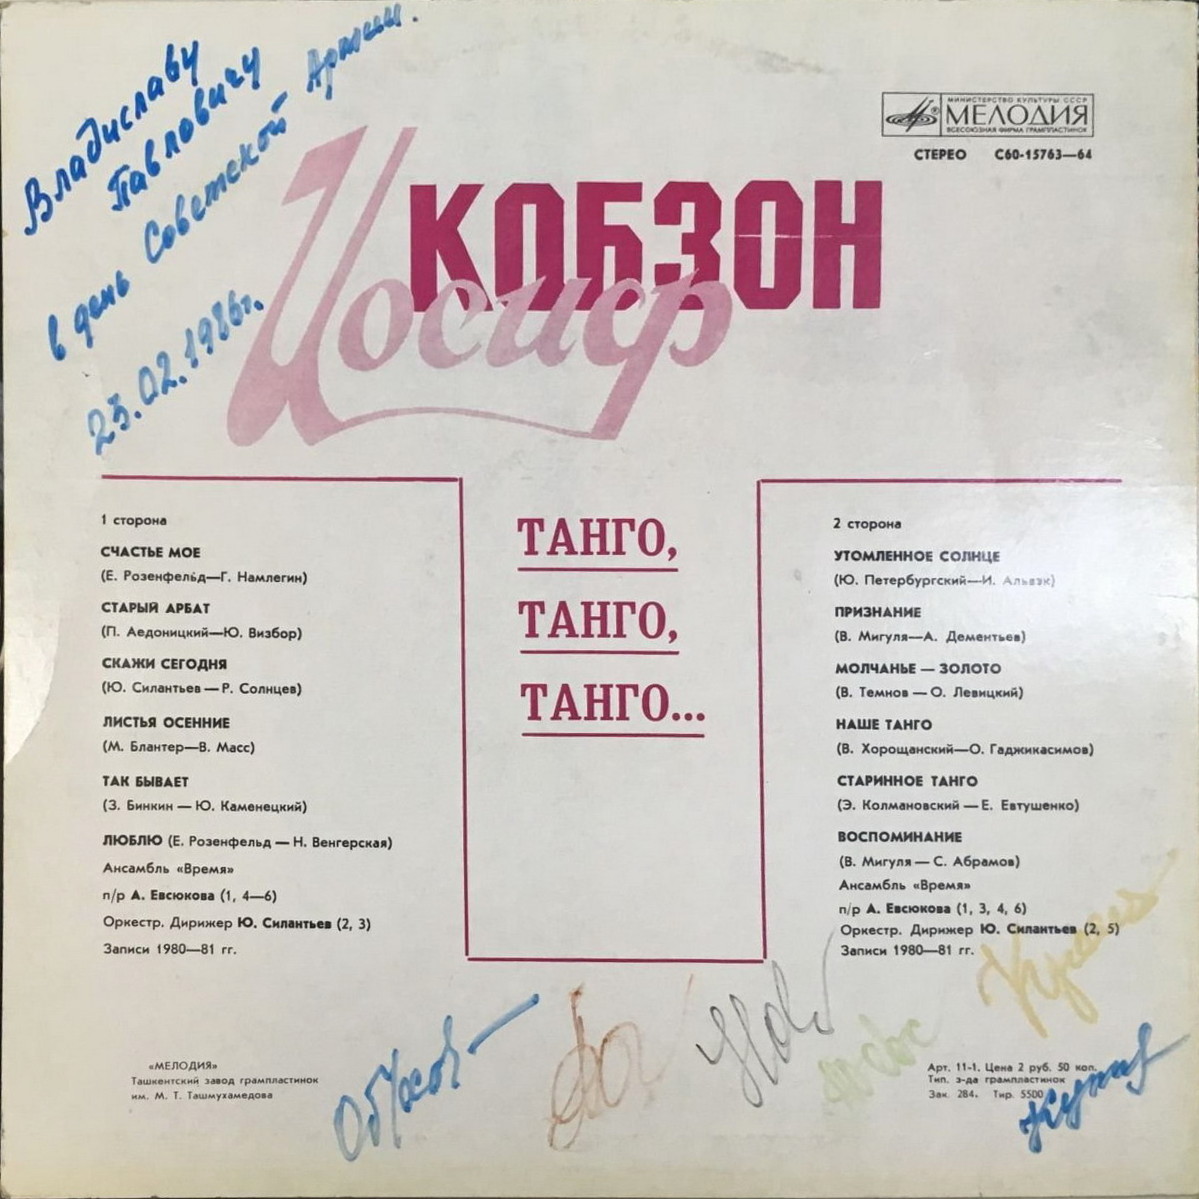 Владиславу
Павловичу
в день Советской Армии.
23.02.1986г.
МИНИСТЕРСТВО КУЛЬТУРЫ СССР
МЕЛОДИЯ
ВСЕСОЮЗНАЯ ФИРМА ГРАМПЛАСТИНОК
СТЕРЕО С60-15763—64
КОБЗОН
Иосиф
ТАНГО,
ТАНГО,
ТАНГО...
1 сторона
СЧАСТЬЕ МОЕ
(Е. Розенфельд—Г. Намлегин)
СТАРЫЙ АРБАТ
(П. Аедоницкий—Ю. Визбор)
СКАЖИ СЕГОДНЯ
(Ю. Силантьев — Р. Солнцев)
ЛИСТЬЯ ОСЕННИЕ
(М. Блантер—В. Масс)
ТАК БЫВАЕТ
(З. Бинкин — Ю. Каменецкий)
ЛЮБЛЮ (Е. Розенфельд — Н. Венгерская)
Ансамбль «Время»
п/р А. Евсюкова (1, 4—6)
Оркестр. Дирижер Ю. Силантьев (2, 3)
Записи 1980—81 гг.
2 сторона
УТОМЛЕННОЕ СОЛНЦЕ
(Ю. Петербургский—И. Альвэк)
ПРИЗНАНИЕ
(В. Мигуля—А. Дементьев)
МОЛЧАНЬЕ — ЗОЛОТО
(В. Темнов — О. Левицкий)
НАШЕ ТАНГО
(В. Хорощанский—О. Гаджикасимов)
СТАРИННОЕ ТАНГО
(Э. Колмановский — Е. Евтушенко)
ВОСПОМИНАНИЕ
(В. Мигуля — С. Абрамов)
Ансамбль «Время»
п/р А. Евсюкова (1, 3, 4, 6)
Оркестр. Дирижер Ю. Силантьев (2, 5)
Записи 1980—81 гг.
«МЕЛОДИЯ»
Ташкентский завод грампластинок
им. М. Т. Ташмухамедова
Арт. 11-1. Цена 2 руб. 50 коп.
Тип. з-да грампластинок
Зак. 284. Тир. 5500